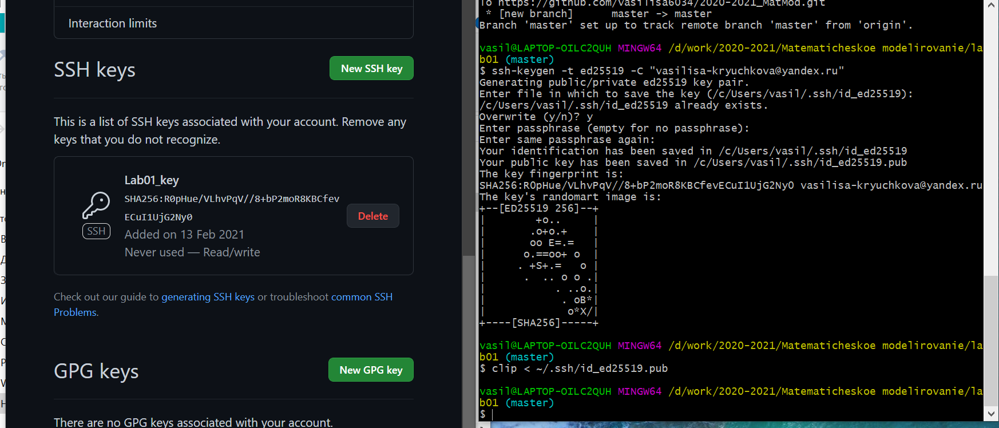 Interaction limits
SSH keys
New SSH key
This is a list of SSH keys associated with your account. Remove any
keys that you do not recognize.
Lab01_key
SHA256:R0pHue/VLhvPqV//8+bP2moR8KBCfev
ECuI1UjG2Ny0
Added on 13 Feb 2021
Never used — Read/write
SSH
Delete
Check out our guide to generating SSH keys or troubleshoot common SSH
Problems.
GPG keys
New GPG key
There are no GPG keys associated with your account.
To https://github.com/vasilisa6034/2020-2021_MatMod.git
 * [new branch]      master -> master
Branch 'master' set up to track remote branch 'master' from 'origin'.
vasil@LAPTOP-OILC2QUH MINGW64 /d/work/2020-2021/Matematicheskoe modelirovanie/la
b01 (master)
$ ssh-keygen -t ed25519 -C "vasilisa-kryuchkova@yandex.ru"
Generating public/private ed25519 key pair.
Enter file in which to save the key (/c/Users/vasil/.ssh/id_ed25519):
/c/Users/vasil/.ssh/id_ed25519 already exists.
Overwrite (y/n)? y
Enter passphrase (empty for no passphrase):
Enter same passphrase again:
Your identification has been saved in /c/Users/vasil/.ssh/id_ed25519
Your public key has been saved in /c/Users/vasil/.ssh/id_ed25519.pub
The key fingerprint is:
SHA256:R0pHue/VLhvPqV//8+bP2moR8KBCfevECuI1UjG2Ny0 vasilisa-kryuchkova@yandex.ru
The key's randomart image is:
+--[ED25519 256]--+
|        +o..     |
|       .o+o.+    |
|       oo E=.=   |
|      o.==oo+ o  |
|     . +S+.=   o |
|      .  .. o o .|
|           . ..o.|
|            . oB*|
|             o*X/|
+----[SHA256]-----+
vasil@LAPTOP-OILC2QUH MINGW64 /d/work/2020-2021/Matematicheskoe modelirovanie/la
b01 (master)
$ clip < ~/.ssh/id_ed25519.pub
vasil@LAPTOP-OILC2QUH MINGW64 /d/work/2020-2021/Matematicheskoe modelirovanie/la
b01 (master)
$